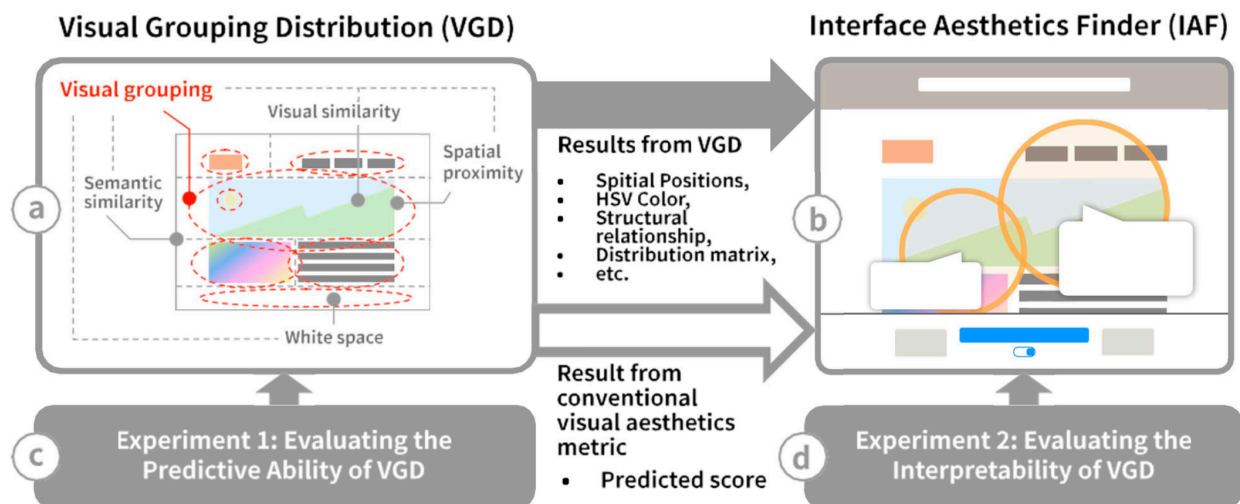 Visual Grouping Distribution (VGD)
Interface Aesthetics Finder (IAF)
Visual grouping
Visual similarity
Spatial
proximity
Semantic
similarity
White space
a
Results from VGD
• Spitial Positions,
• HSV Color,
• Structural
relationship,
• Distribution matrix,
• etc.
b
Result from
conventional
visual aesthetics
metric
• Predicted score
c
Experiment 1: Evaluating the
Predictive Ability of VGD
d
Experiment 2: Evaluating the
Interpretability of VGD